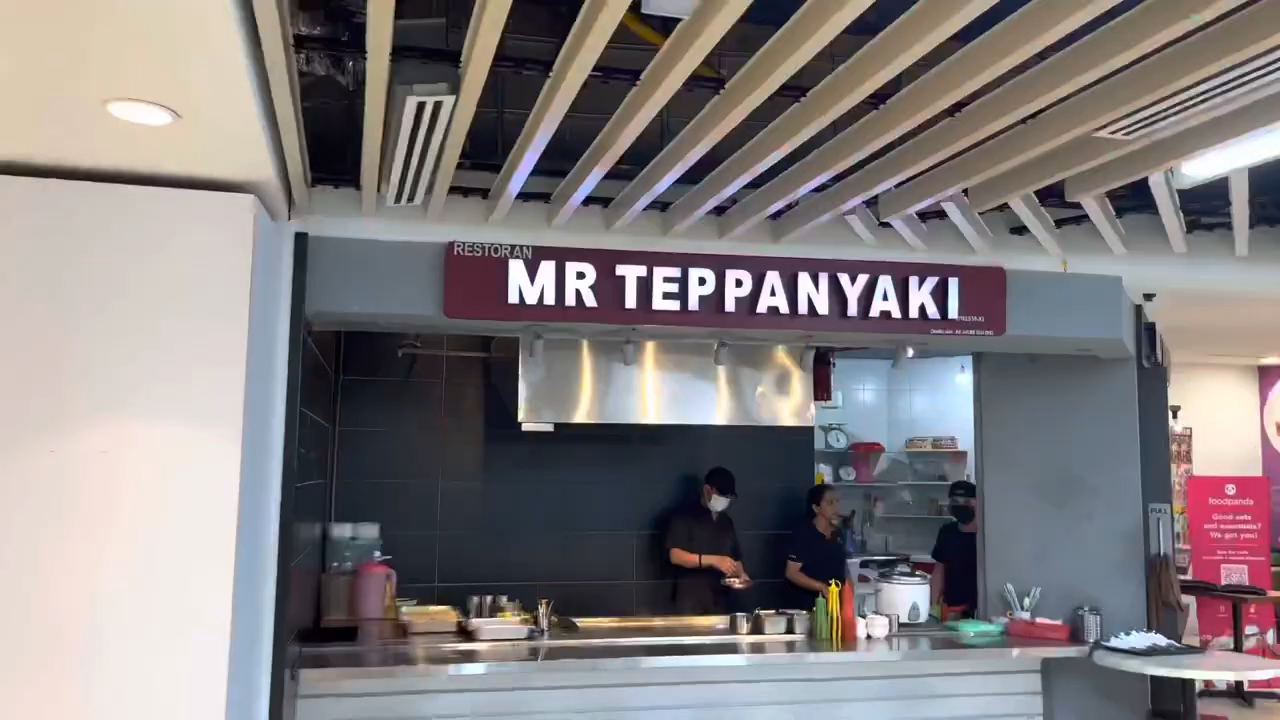 RESTORAN
MR TEPPANYAKI
PULL
foodpanda
Good eats
and essentials?
We got you!